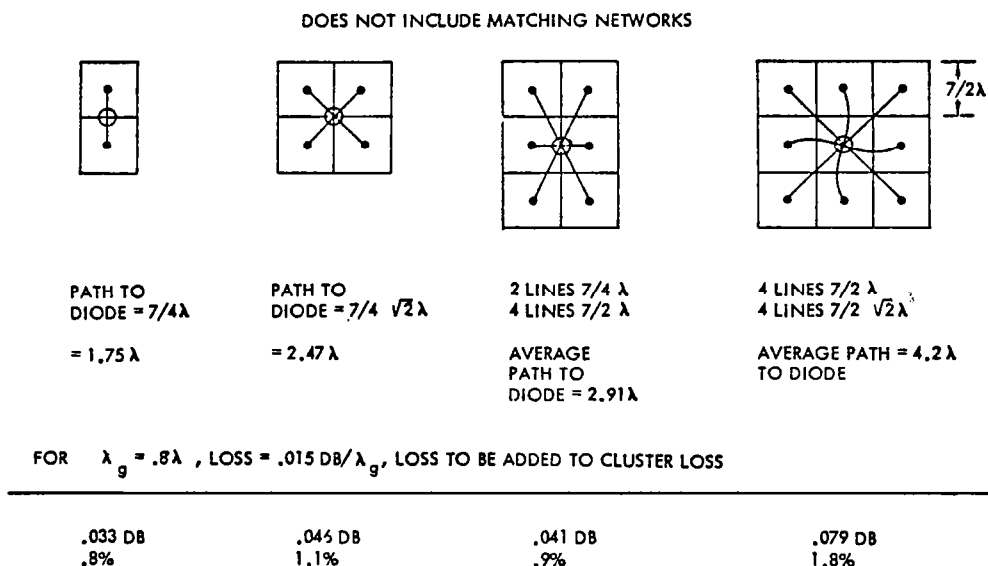 DOES NOT INCLUDE MATCHING NETWORKS
7/2λ
PATH TO
DIODE = 7/4λ
= 1.75 λ
PATH TO
DIODE = 7/4 √2 λ
= 2.47 λ
2 LINES 7/4 λ
4 LINES 7/2 λ
AVERAGE
PATH TO
DIODE = 2.91λ
4 LINES 7/2 λ
4 LINES 7/2 √2λ
AVERAGE PATH = 4.2λ
TO DIODE
FOR λg = .8λ , LOSS = .015 DB/λg, LOSS TO BE ADDED TO CLUSTER LOSS
.033 DB .046 DB .041 DB .079 DB
.8% 1.1% .9% 1.8%